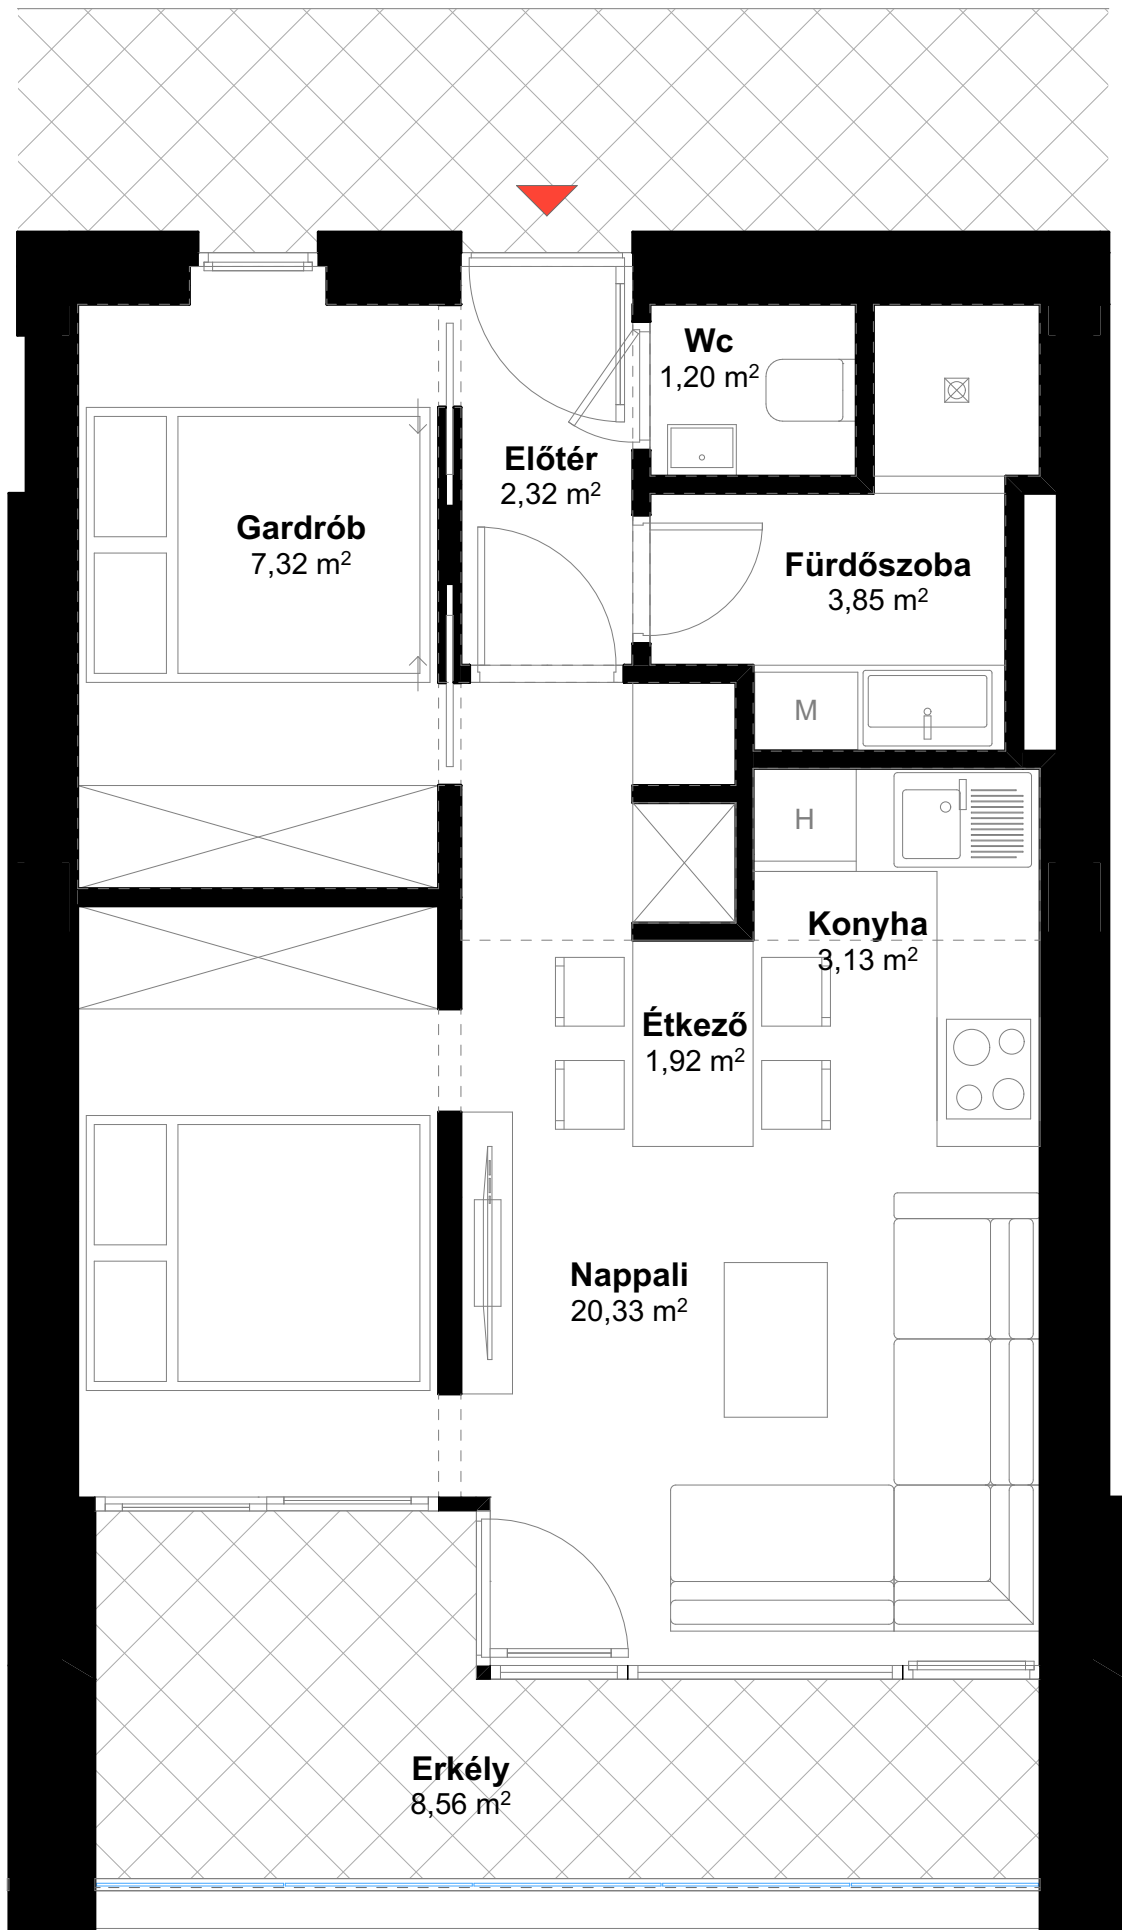 Wc
1,20 m²
Előtér
2,32 m²
Gardrób
7,32 m²
Fürdőszoba
3,85 m²
M
H
Konyha
3,13 m²
Étkező
1,92 m²
Nappali
20,33 m²
Erkély
8,56 m²